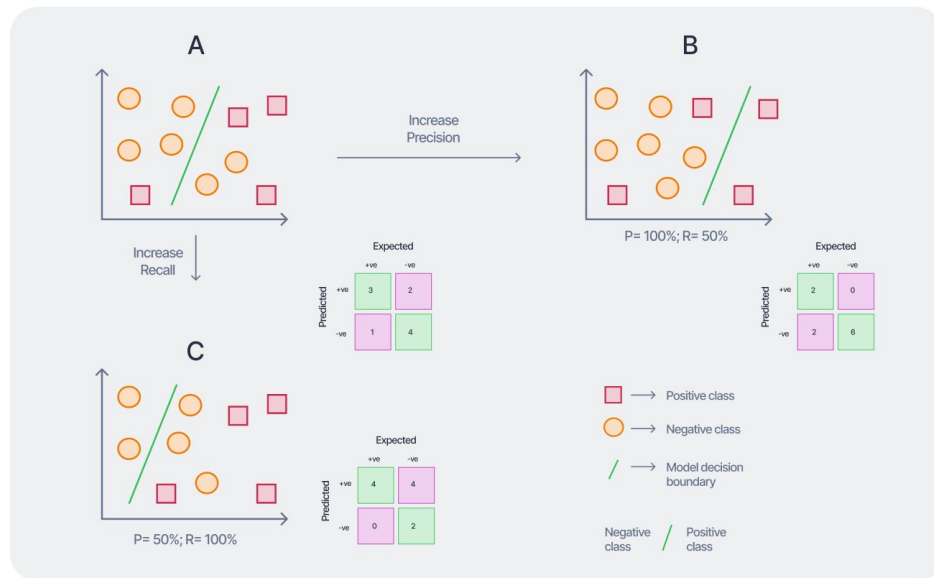 A
B
Increase
Precision
P= 100%; R= 50%
Increase
Recall
Expected
+ve -ve
Predicted
+ve 3 2
-ve 1 4
Expected
+ve -ve
Predicted
+ve 2 0
-ve 2 6
C
P= 50%; R= 100%
Expected
+ve -ve
Predicted
+ve 4 4
-ve 0 2
Positive class
Negative class
Model decision
boundary
Negative
class
Positive
class